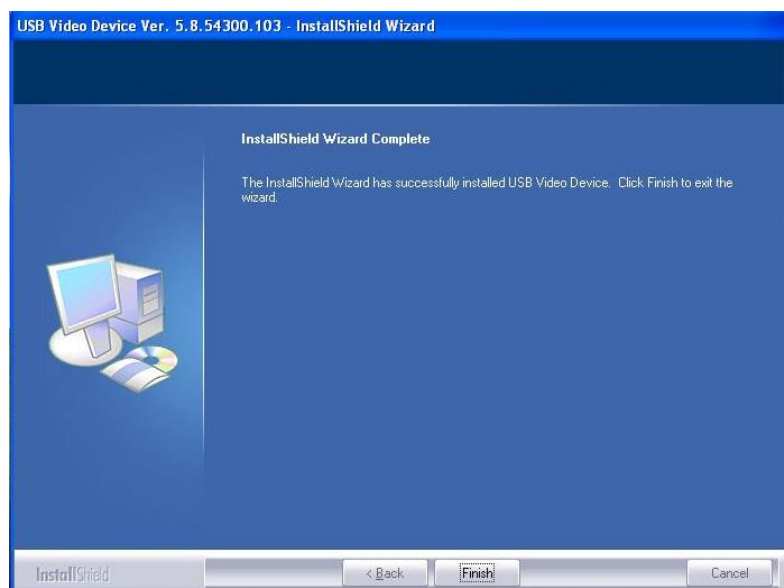 USB Video Device Ver. 5.8.54300.103 - InstallShield Wizard
InstallShield Wizard Complete
The InstallShield Wizard has successfully installed USB Video Device. Click Finish to exit the
wizard.
InstallShield
< Back
Finish
Cancel